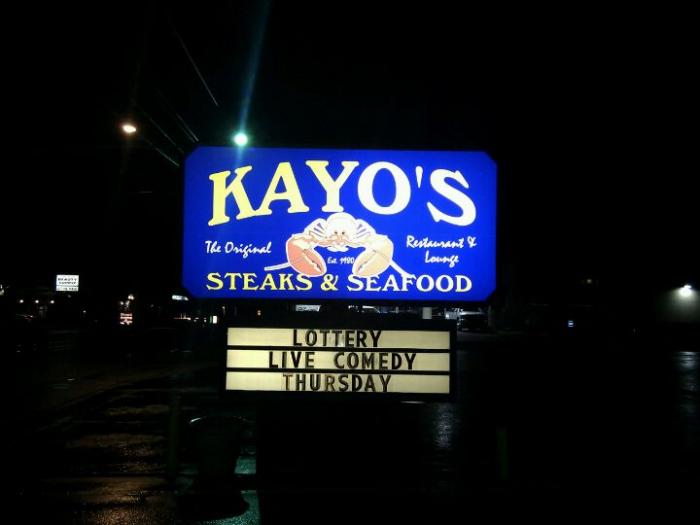 KAYO'S
The Original
Restaurant &
Lounge
Est. 1980
STEAKS & SEAFOOD
LOTTERY
LIVE COMEDY
THURSDAY